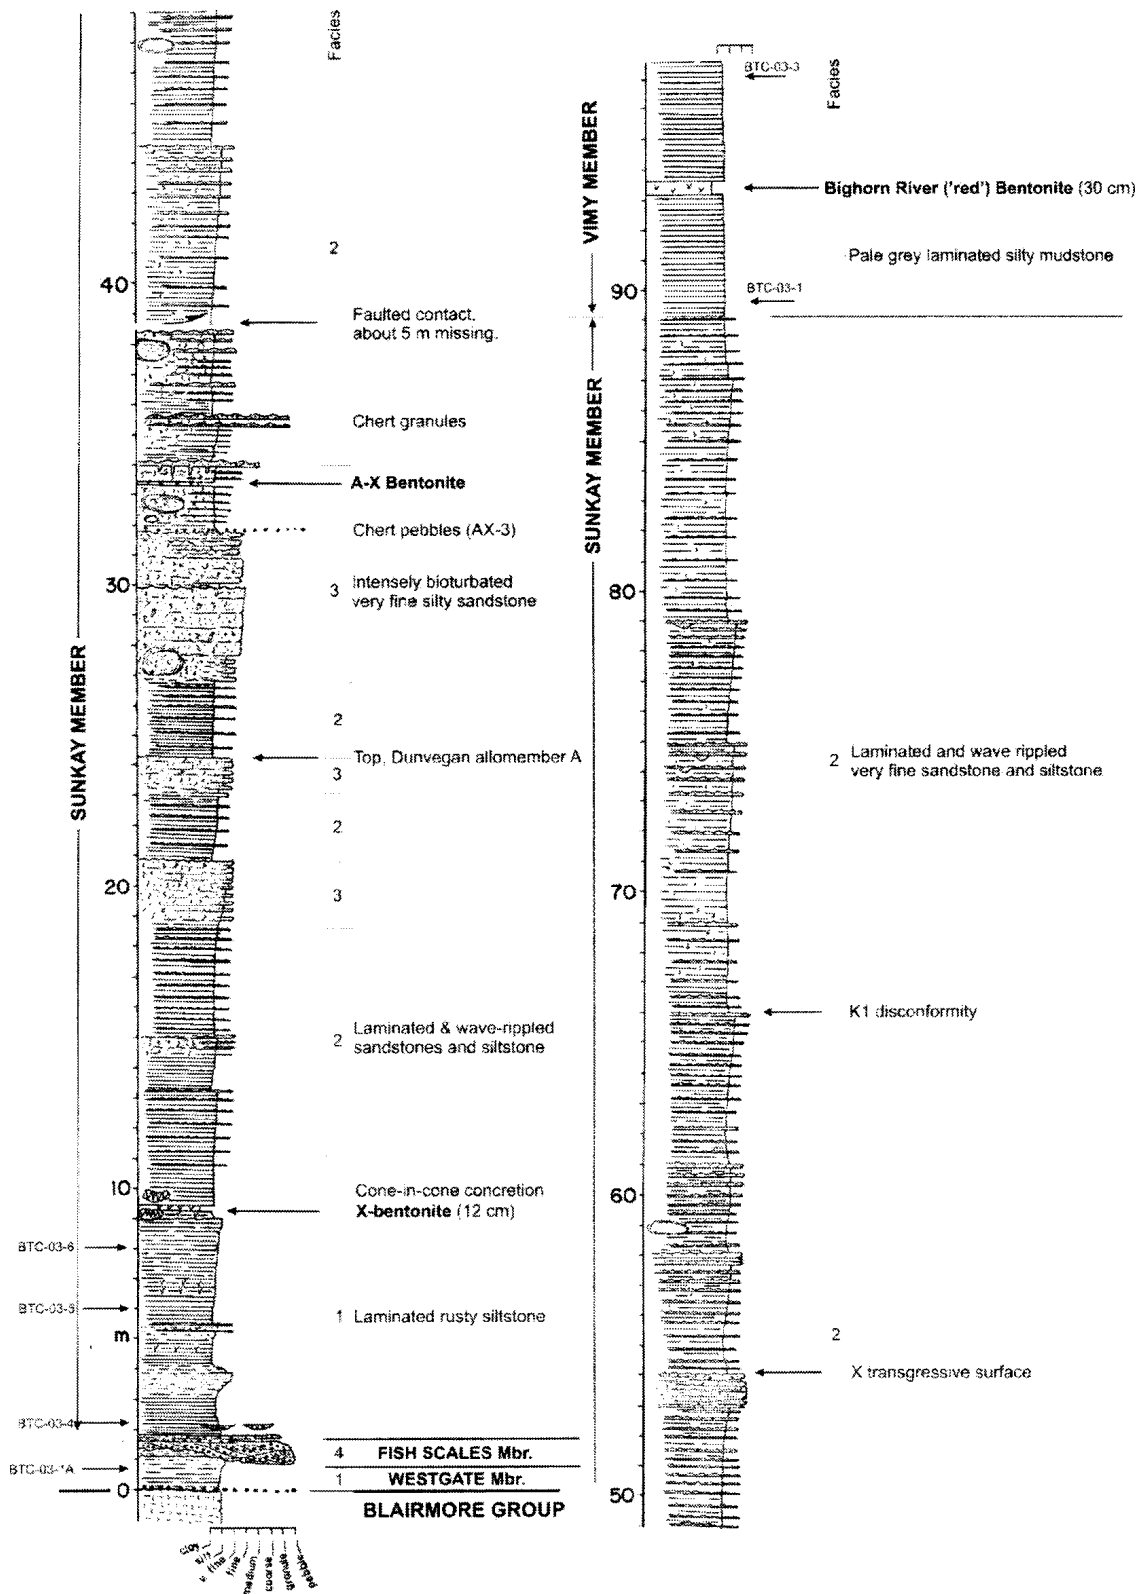 Facies
2
40
Faulted contact,
about 5 m missing.
Chert granules
A-X Bentonite
Chert pebbles (AX-3)
30
3
Intensely bioturbated
very fine silty sandstone
SUNKAY MEMBER
2
Top, Dunvegan allomember A
3
2
20
3
2
Laminated & wave-rippled
sandstones and siltstone
10
Cone-in-cone concretion
X-bentonite (12 cm)
BTC-03-6
BTC-03-5
1 Laminated rusty siltstone
m
BTC-03-4
4 FISH SCALES Mbr.
BTC-03-1A
1 WESTGATE Mbr.
0
BLAIRMORE GROUP
clay
silt
v. fine
fine
medium
coarse
granule
pebble
BTC-03-3
Facies
VIMY MEMBER
Bighorn River ('red') Bentonite (30 cm)
Pale grey laminated silty mudstone
BTC-03-1
90
SUNKAY MEMBER
80
2 Laminated and wave rippled
very fine sandstone and siltstone
70
K1 disconformity
60
2
X transgressive surface
50